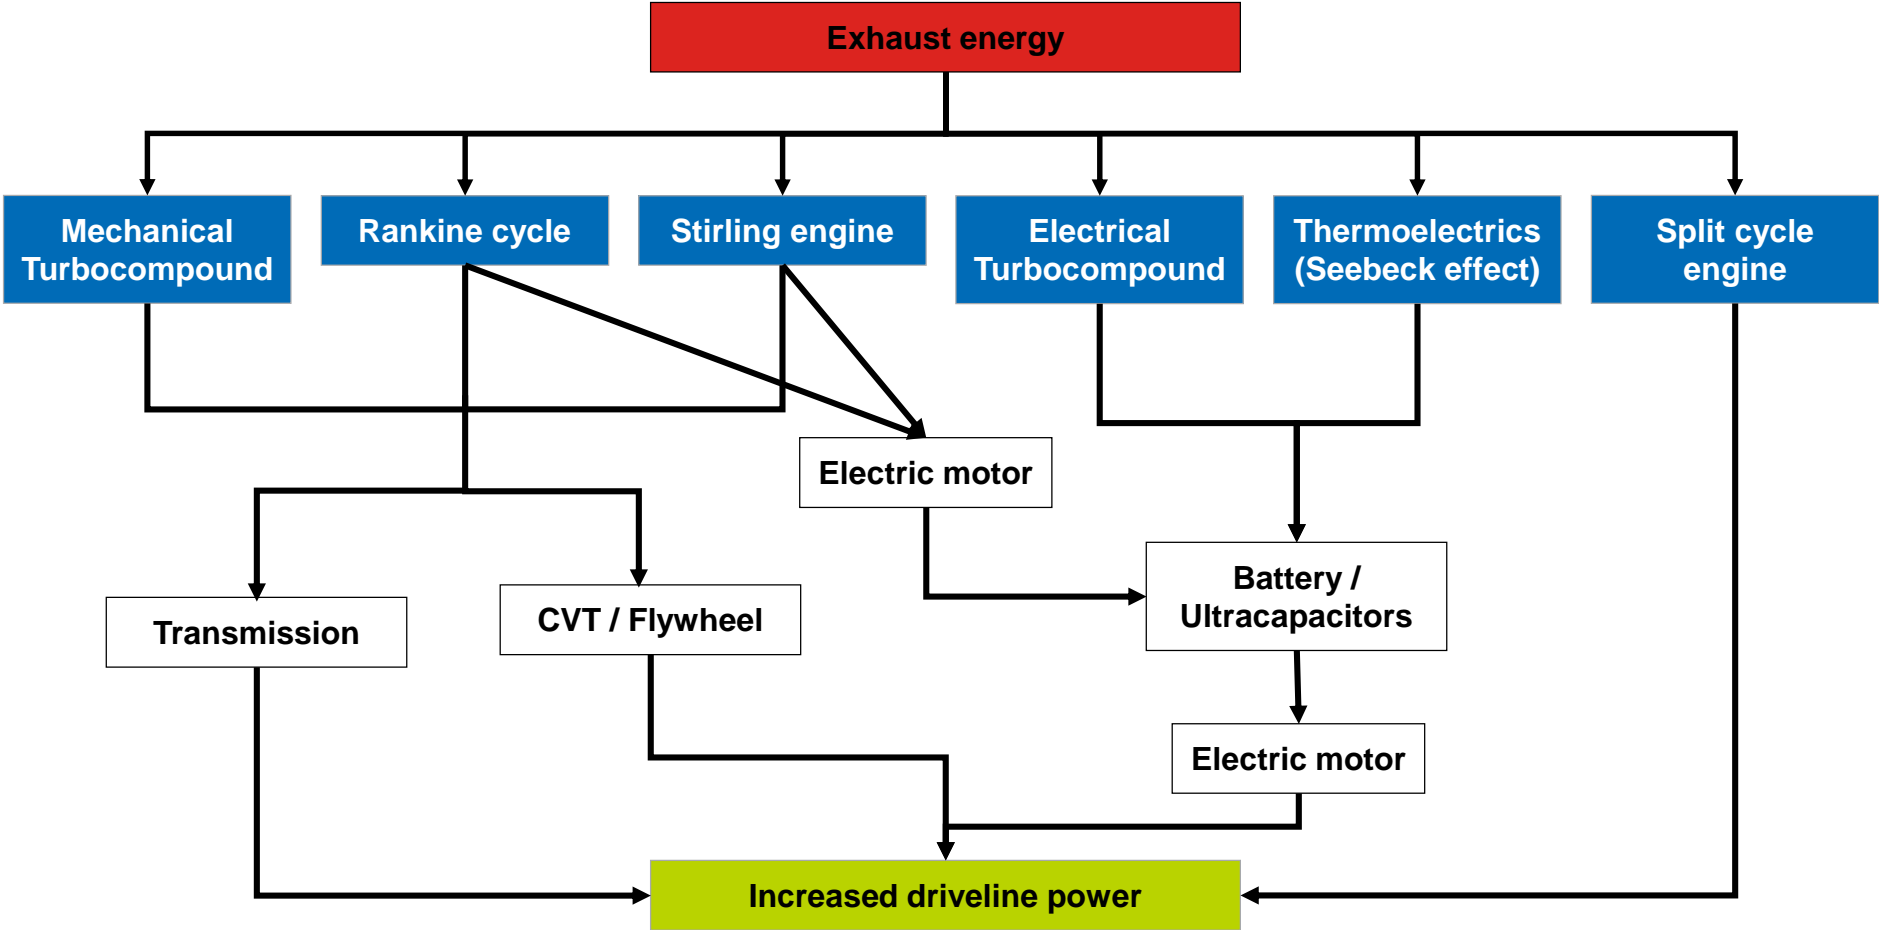 Exhaust energy
Mechanical
Turbocompound
Rankine cycle
Stirling engine
Electrical
Turbocompound
Thermoelectrics
(Seebeck effect)
Split cycle
engine
Electric motor
Battery /
Ultracapacitors
CVT / Flywheel
Transmission
Electric motor
Increased driveline power